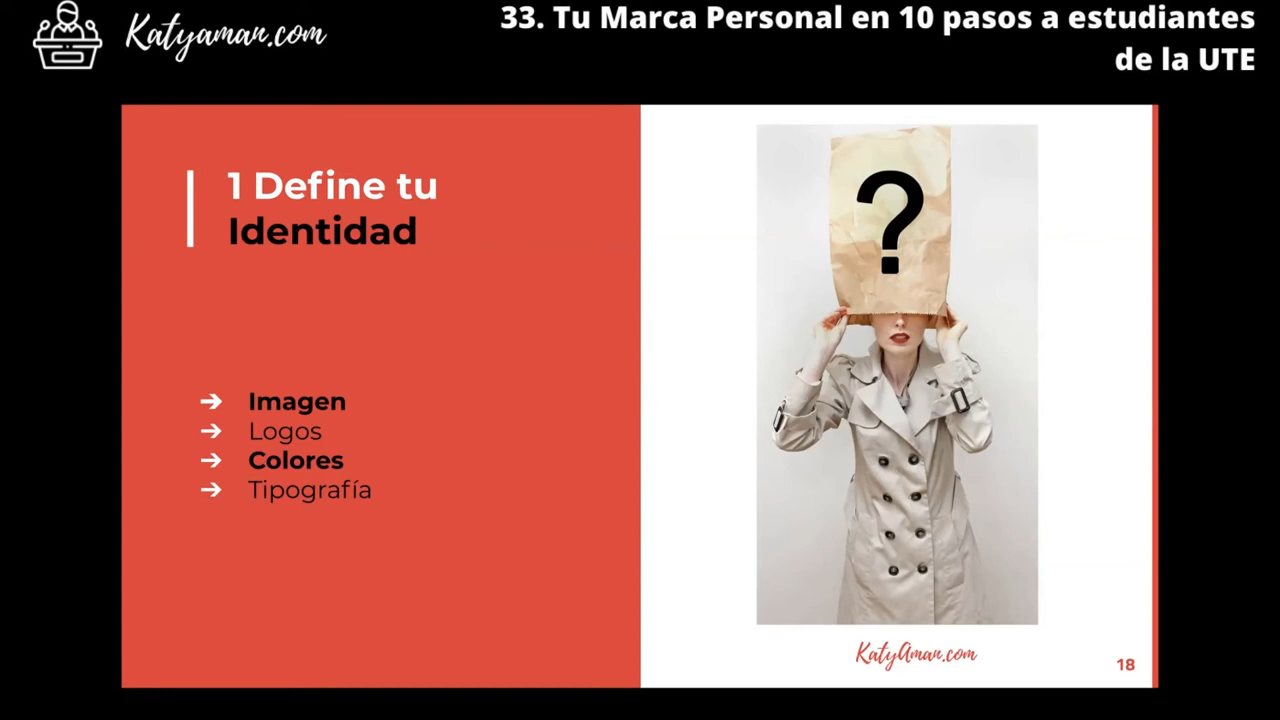 Katyaman.com
33. Tu Marca Personal en 10 pasos a estudiantes
de la UTE
1 Define tu
Identidad
➔ Imagen
➔ Logos
➔ Colores
➔ Tipografía
?
KatyAman.com
18